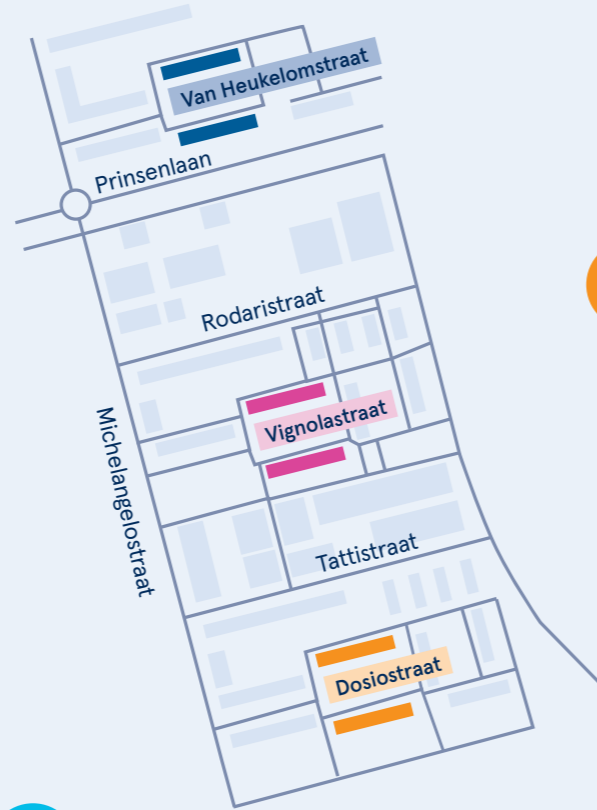 Van Heukelomstraat
Prinsenlaan
Rodaristraat
Vignolastraat
Michelangelostraat
Tattistraat
Dosiostraat